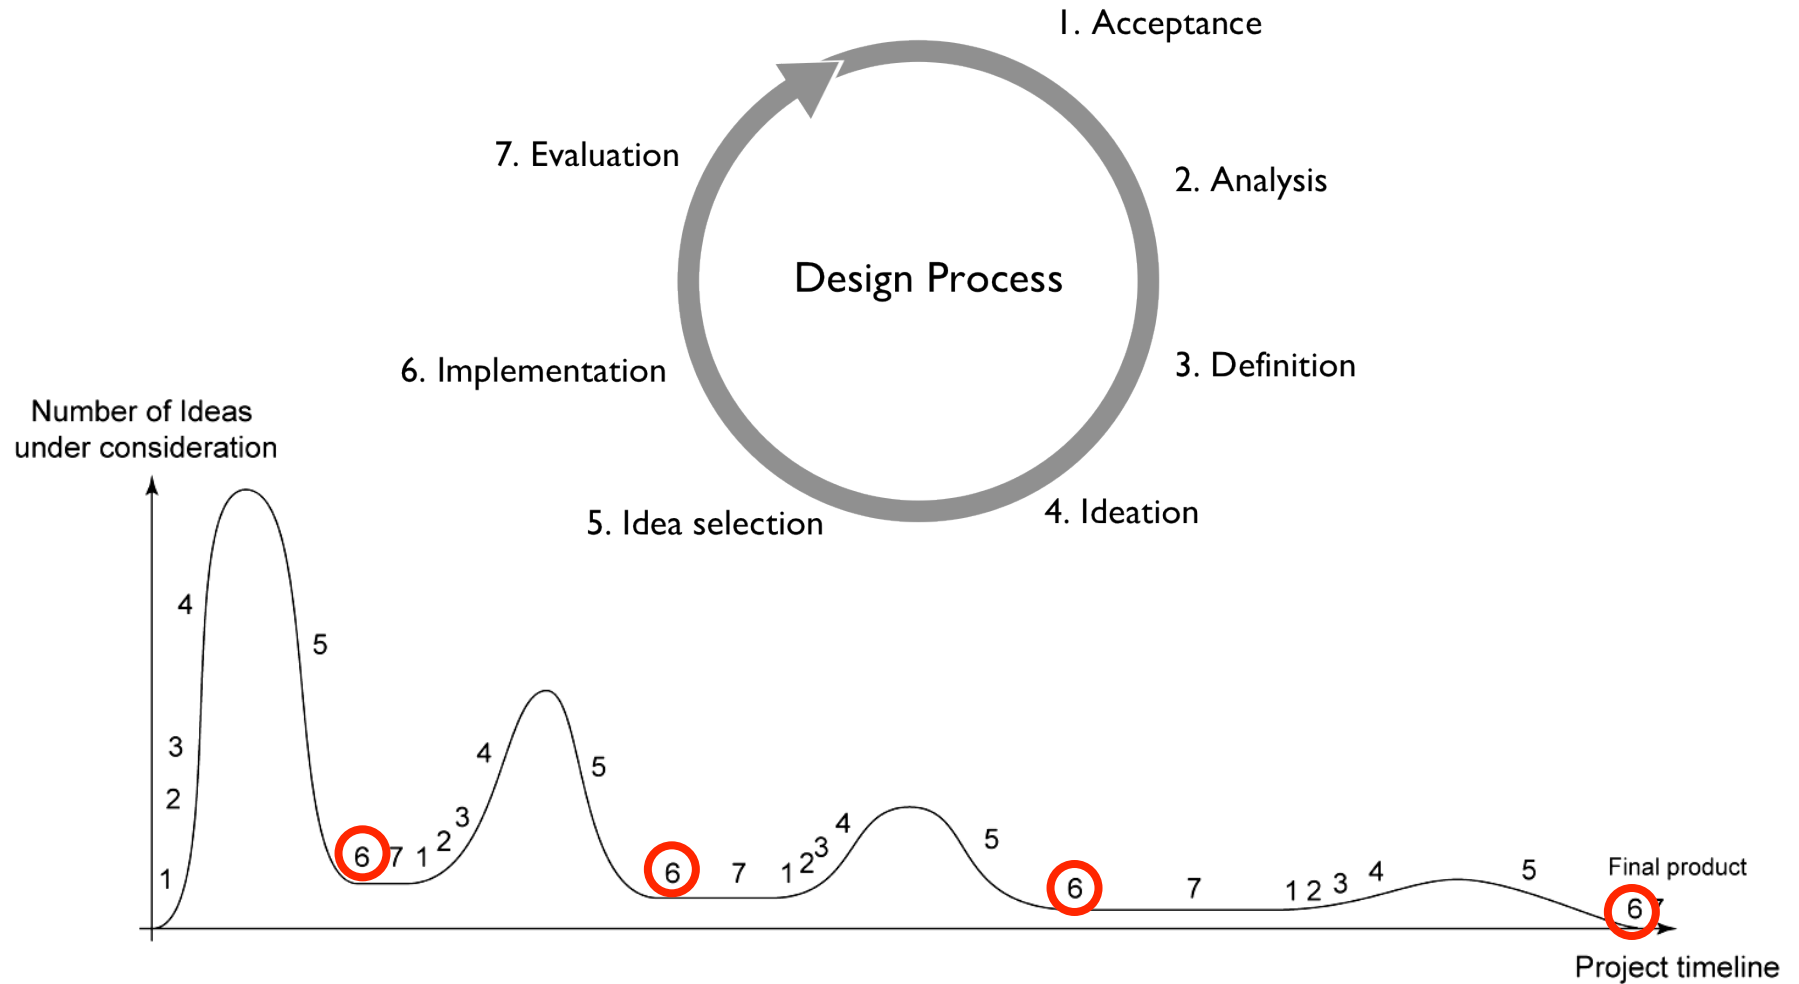 1. Acceptance
7. Evaluation
2. Analysis
Design Process
3. Definition
6. Implementation
4. Ideation
5. Idea selection
Number of Ideas
under consideration
4
5
3
2
1
6 7 1 2 3
4
5
6 7 1 2 3 4
5
6 7 1 2 3 4
5
Final product
6 7
Project timeline